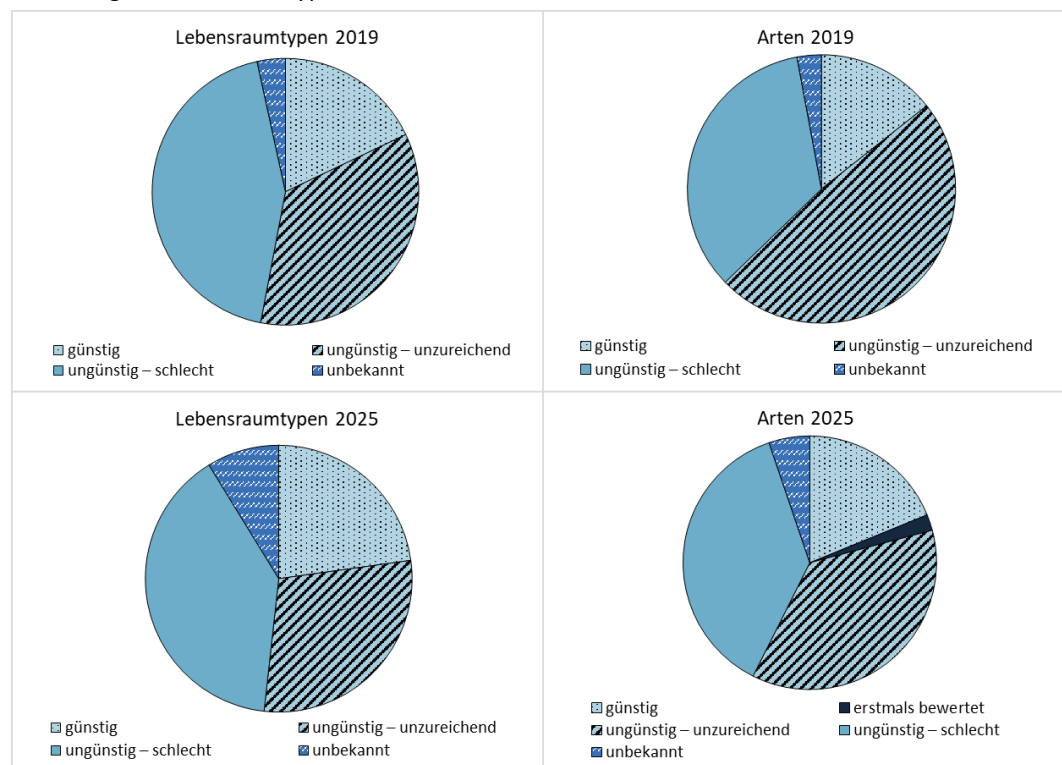 Lebensraumtypen 2019
günstig
ungünstig – unzureichend
ungünstig – schlecht
unbekannt
Arten 2019
günstig
ungünstig – unzureichend
ungünstig – schlecht
unbekannt
Lebensraumtypen 2025
günstig
ungünstig – unzureichend
ungünstig – schlecht
unbekannt
Arten 2025
günstig
erstmals bewertet
ungünstig – unzureichend
ungünstig – schlecht
unbekannt